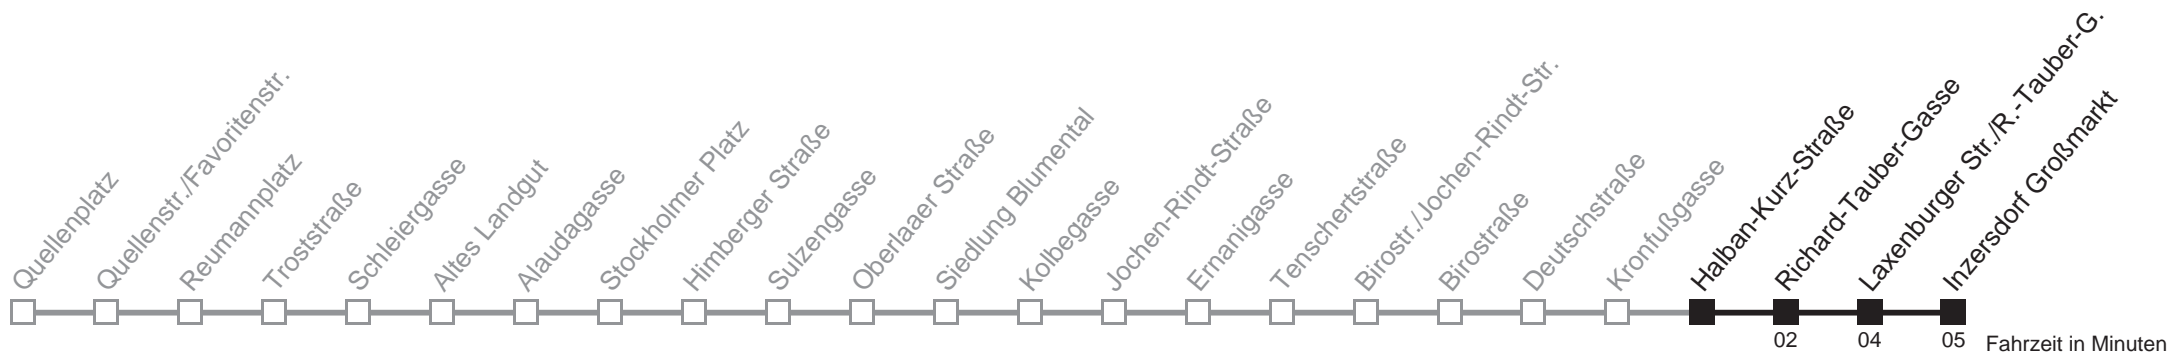 Quellenplatz
Quellenstr./Favoritenstr.
Reumannplatz
Troststraße
Schleiergasse
Altes Landgut
Alaudagasse
Stockholmer Platz
Himberger Straße
Sulzengasse
Oberlaaer Straße
Siedlung Blumental
Kolbegasse
Jochen-Rindt-Straße
Ernanigasse
Tenschertstraße
Birostr./Jochen-Rindt-Str.
Birostraße
Deutschstraße
Kronfußgasse
Halban-Kurz-Straße
Richard-Tauber-Gasse
Laxenburger Str./R.-Tauber-G.
Inzersdorf Großmarkt
02 04 05 Fahrzeit in Minuten